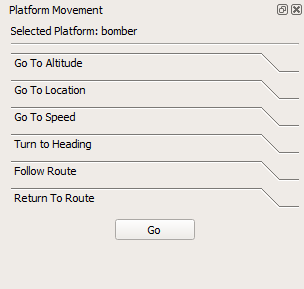 Platform Movement
Selected Platform: bomber
Go To Altitude
Go To Location
Go To Speed
Turn to Heading
Follow Route
Return To Route
Go